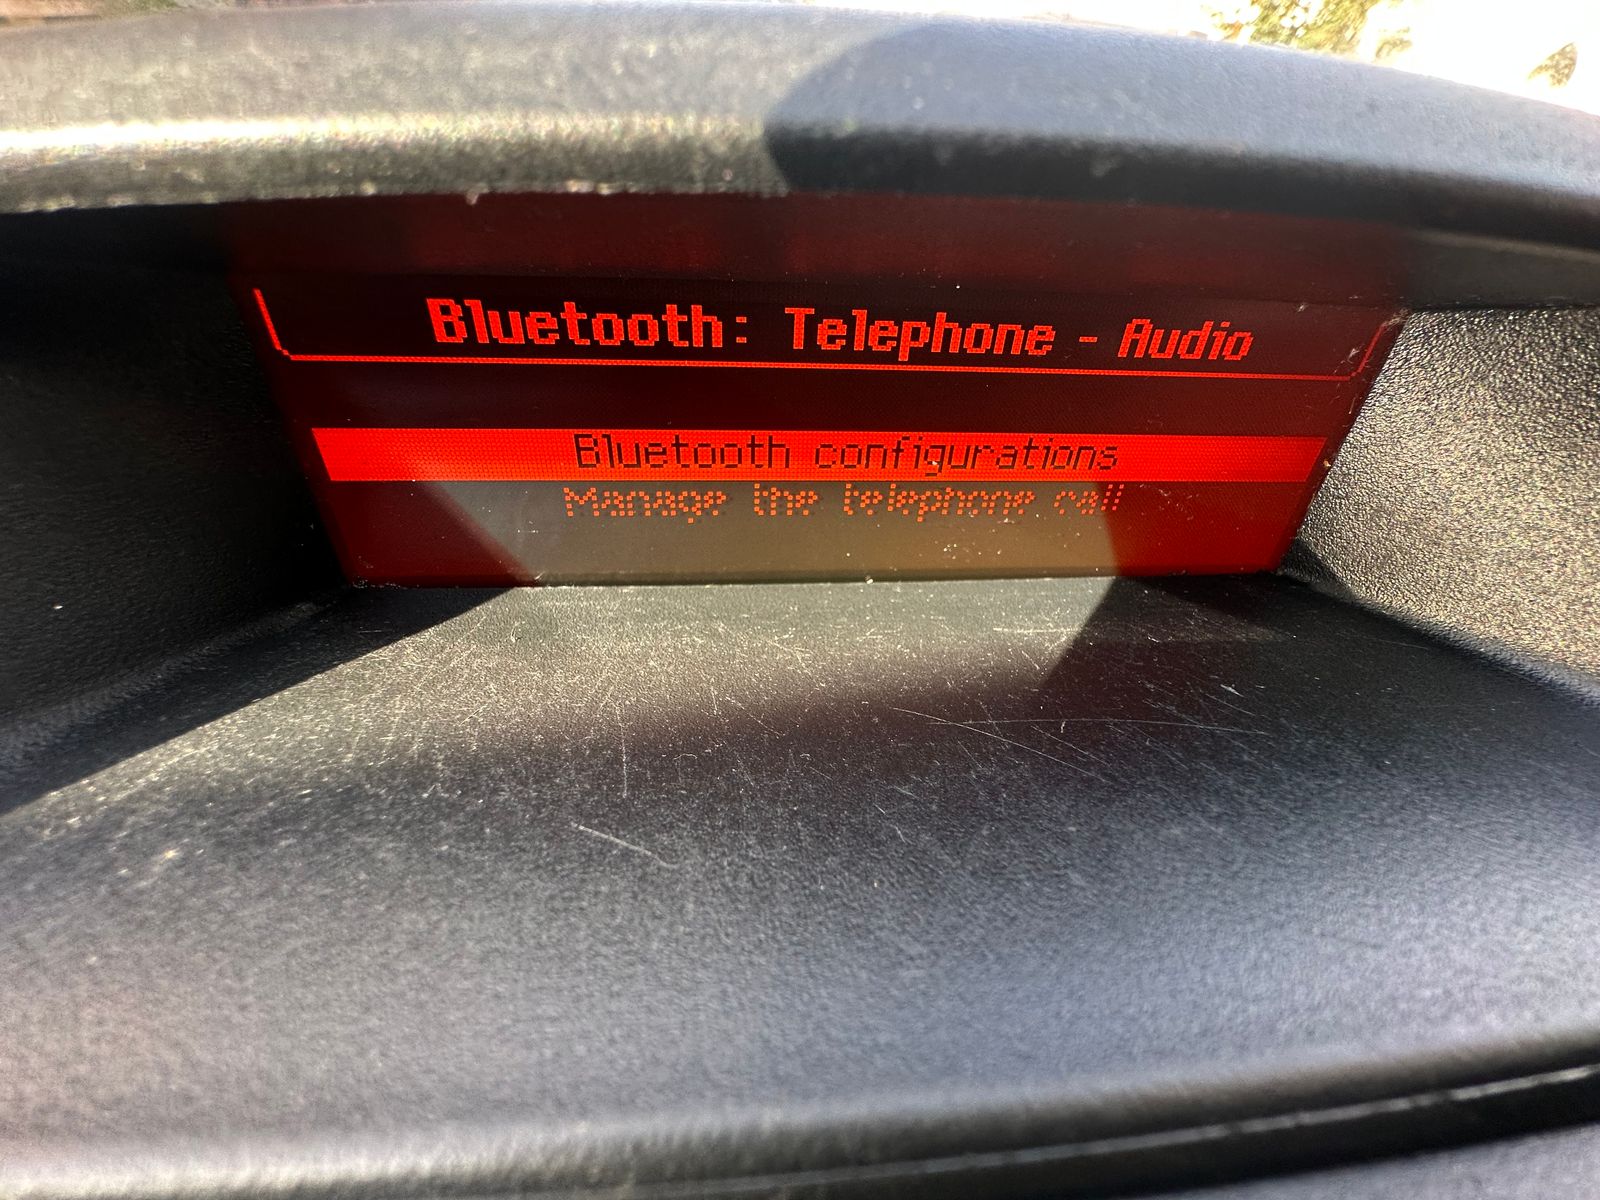 Bluetooth: Telephone - Audio
Bluetooth configurations
Manage the telephone call